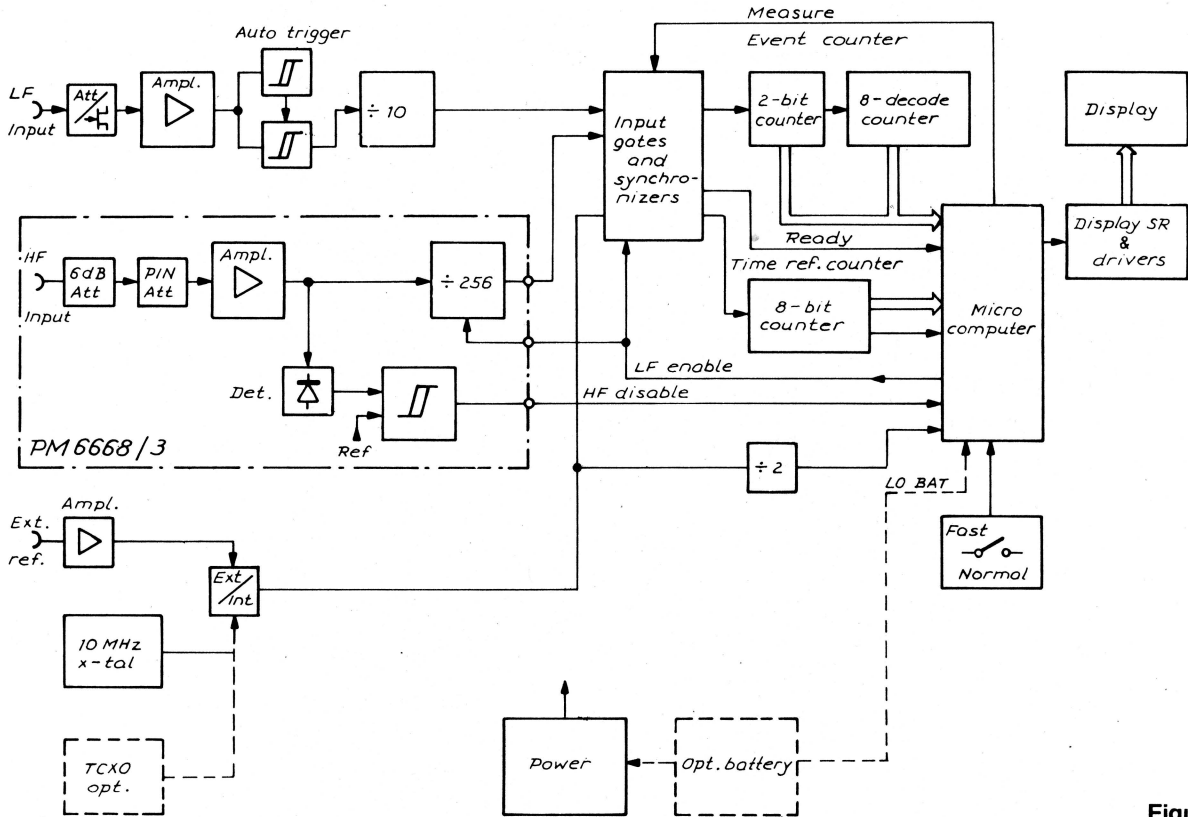 Measure
Event counter
Auto trigger
LF
Input
Att
Ampl.
÷ 10
Input
gates
and
synchro-
nizers
2-bit
counter
8-decode
counter
Display
Ready
Time ref. counter
8-bit
counter
Micro
computer
Display SR
&
drivers
HF
Input
6dB
Att
PIN
Att
Ampl.
÷ 256
Det.
Ref
LF enable
HF disable
PM 6668/3
÷ 2
LO BAT
Fast
Normal
Ext.
ref.
Ampl.
Ext
Int
10 MHz
x-tal
TCXO
opt.
Power
Opt. battery
Figu